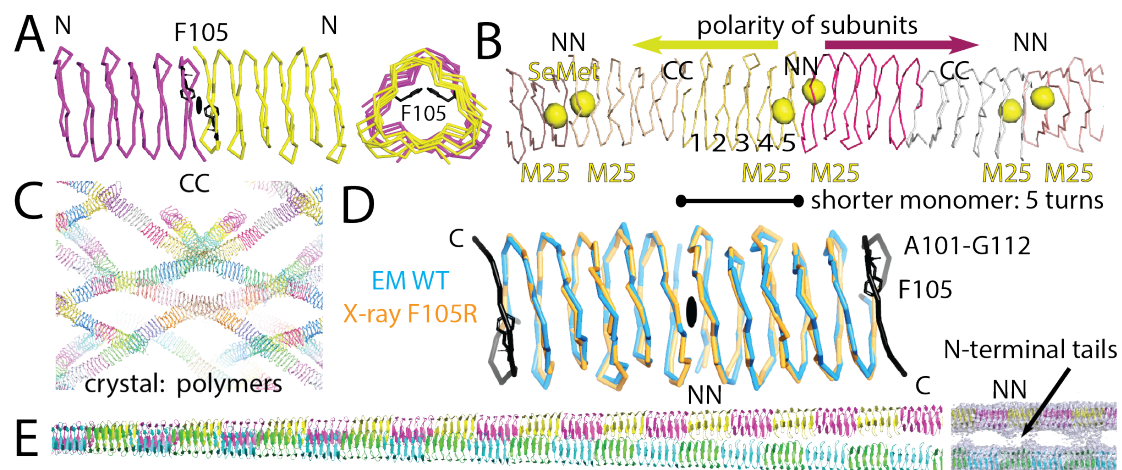 A
N
F105
N
CC
F105
B
polarity of subunits
NN
SeMet
CC
NN
CC
NN
1 2 3 4 5
M25
M25
M25
M25
M25
M25
shorter monomer: 5 turns
C
crystal: polymers
D
C
EM WT
X-ray F105R
A101-G112
F105
NN
C
N-terminal tails
NN
E